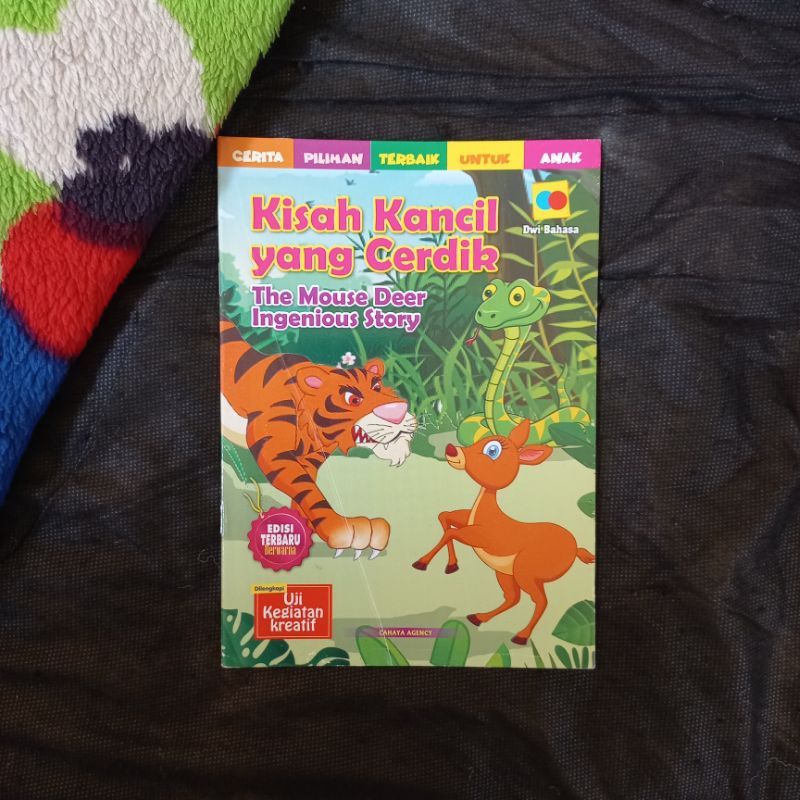 CERITA PILIHAN TERBAIK UNTUK ANAK
Dwi Bahasa
Kisah Kancil
yang Cerdik
The Mouse Deer
Ingenious Story
EDISI
TERBARU
Berwarna
Dilengkapi
Uji
Kegiatan
kreatif
CAHAYA AGENCY